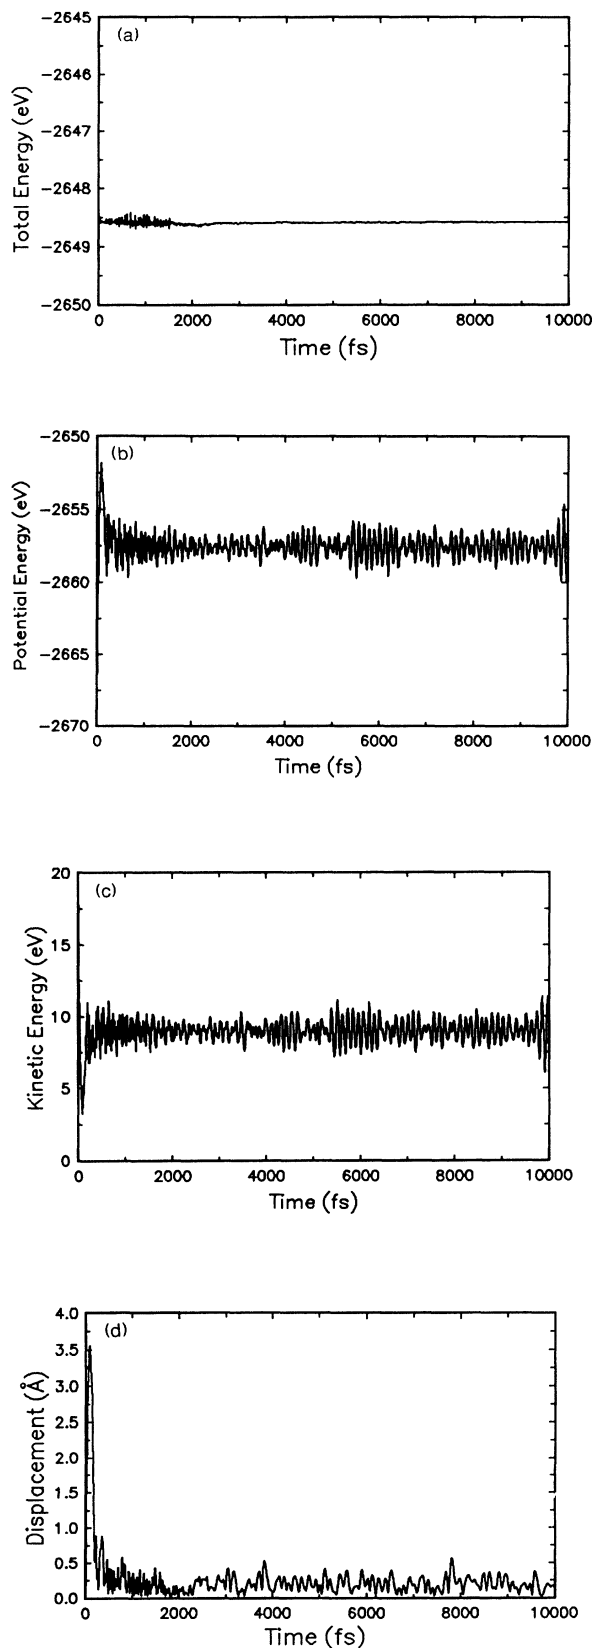 (a)
Total Energy (eV)
−2645
−2646
−2647
−2648
−2649
−2650
0 2000 4000 6000 8000 10000
Time (fs)
(b)
Potential Energy (eV)
−2650
−2655
−2660
−2665
−2670
0 2000 4000 6000 8000 10000
Time (fs)
(c)
Kinetic Energy (eV)
20
15
10
5
0
0 2000 4000 6000 8000 10000
Time (fs)
(d)
Displacement (Å)
4.0
3.5
3.0
2.5
2.0
1.5
1.0
0.5
0.0
0 2000 4000 6000 8000 10000
Time (fs)